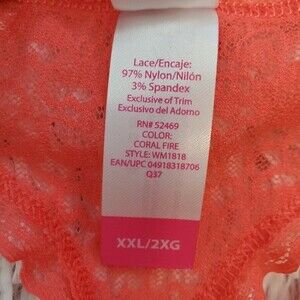 Lace/Encaje:
97% Nylon/Nilón
3% Spandex
Exclusive of Trim
Exclusivo del Adorno
RN# 52469
COLOR:
CORAL FIRE
STYLE: WM1818
EAN/UPC 04918318706
Q37
XXL/2XG